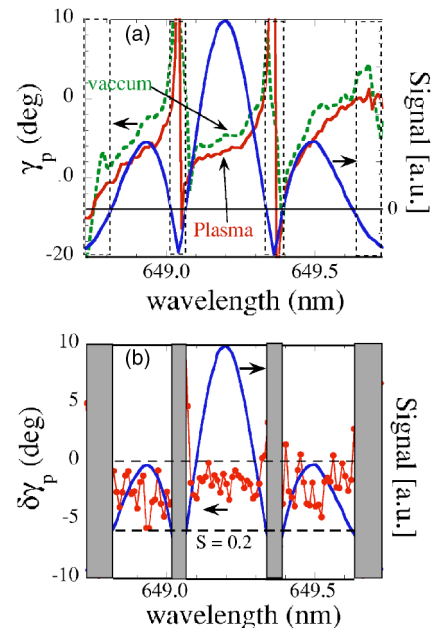 (a)
10
0
0
-20
γp (deg)
vaccum
Plasma
Signal [a.u.]
0
649.0
649.5
wavelength (nm)
(b)
10
5
0
-5
-10
δγp (deg)
S = 0.2
Signal [a.u.]
649.0
649.5
wavelength (nm)